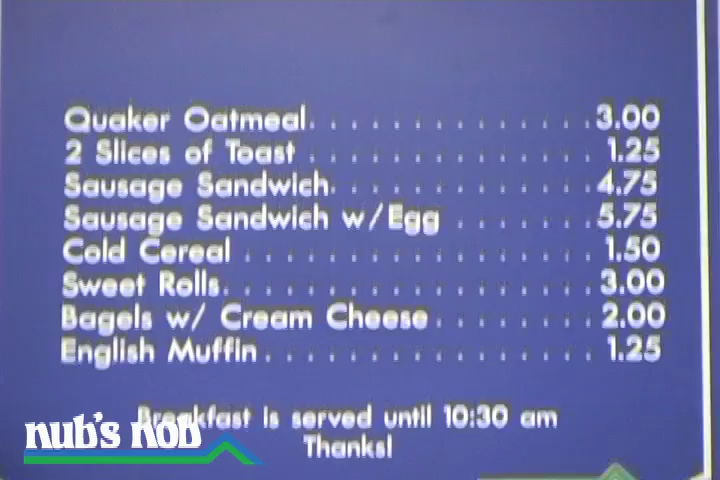 Quaker Oatmeal. . . . . . . . . . . . . . . .3.00
2 Slices of Toast . . . . . . . . . . . . . . . 1.25
Sausage Sandwich. . . . . . . . . . . . . . .4.75
Sausage Sandwich w/Egg . . . . . . . .5.75
Cold Cereal . . . . . . . . . . . . . . . . . . . 1.50
Sweet Rolls. . . . . . . . . . . . . . . . . . . . 3.00
Bagels w/ Cream Cheese. . . . . . . . . 2.00
English Muffin. . . . . . . . . . . . . . . . . . 1.25
Breakfast is served until 10:30 am
Thanks!
nub's nob